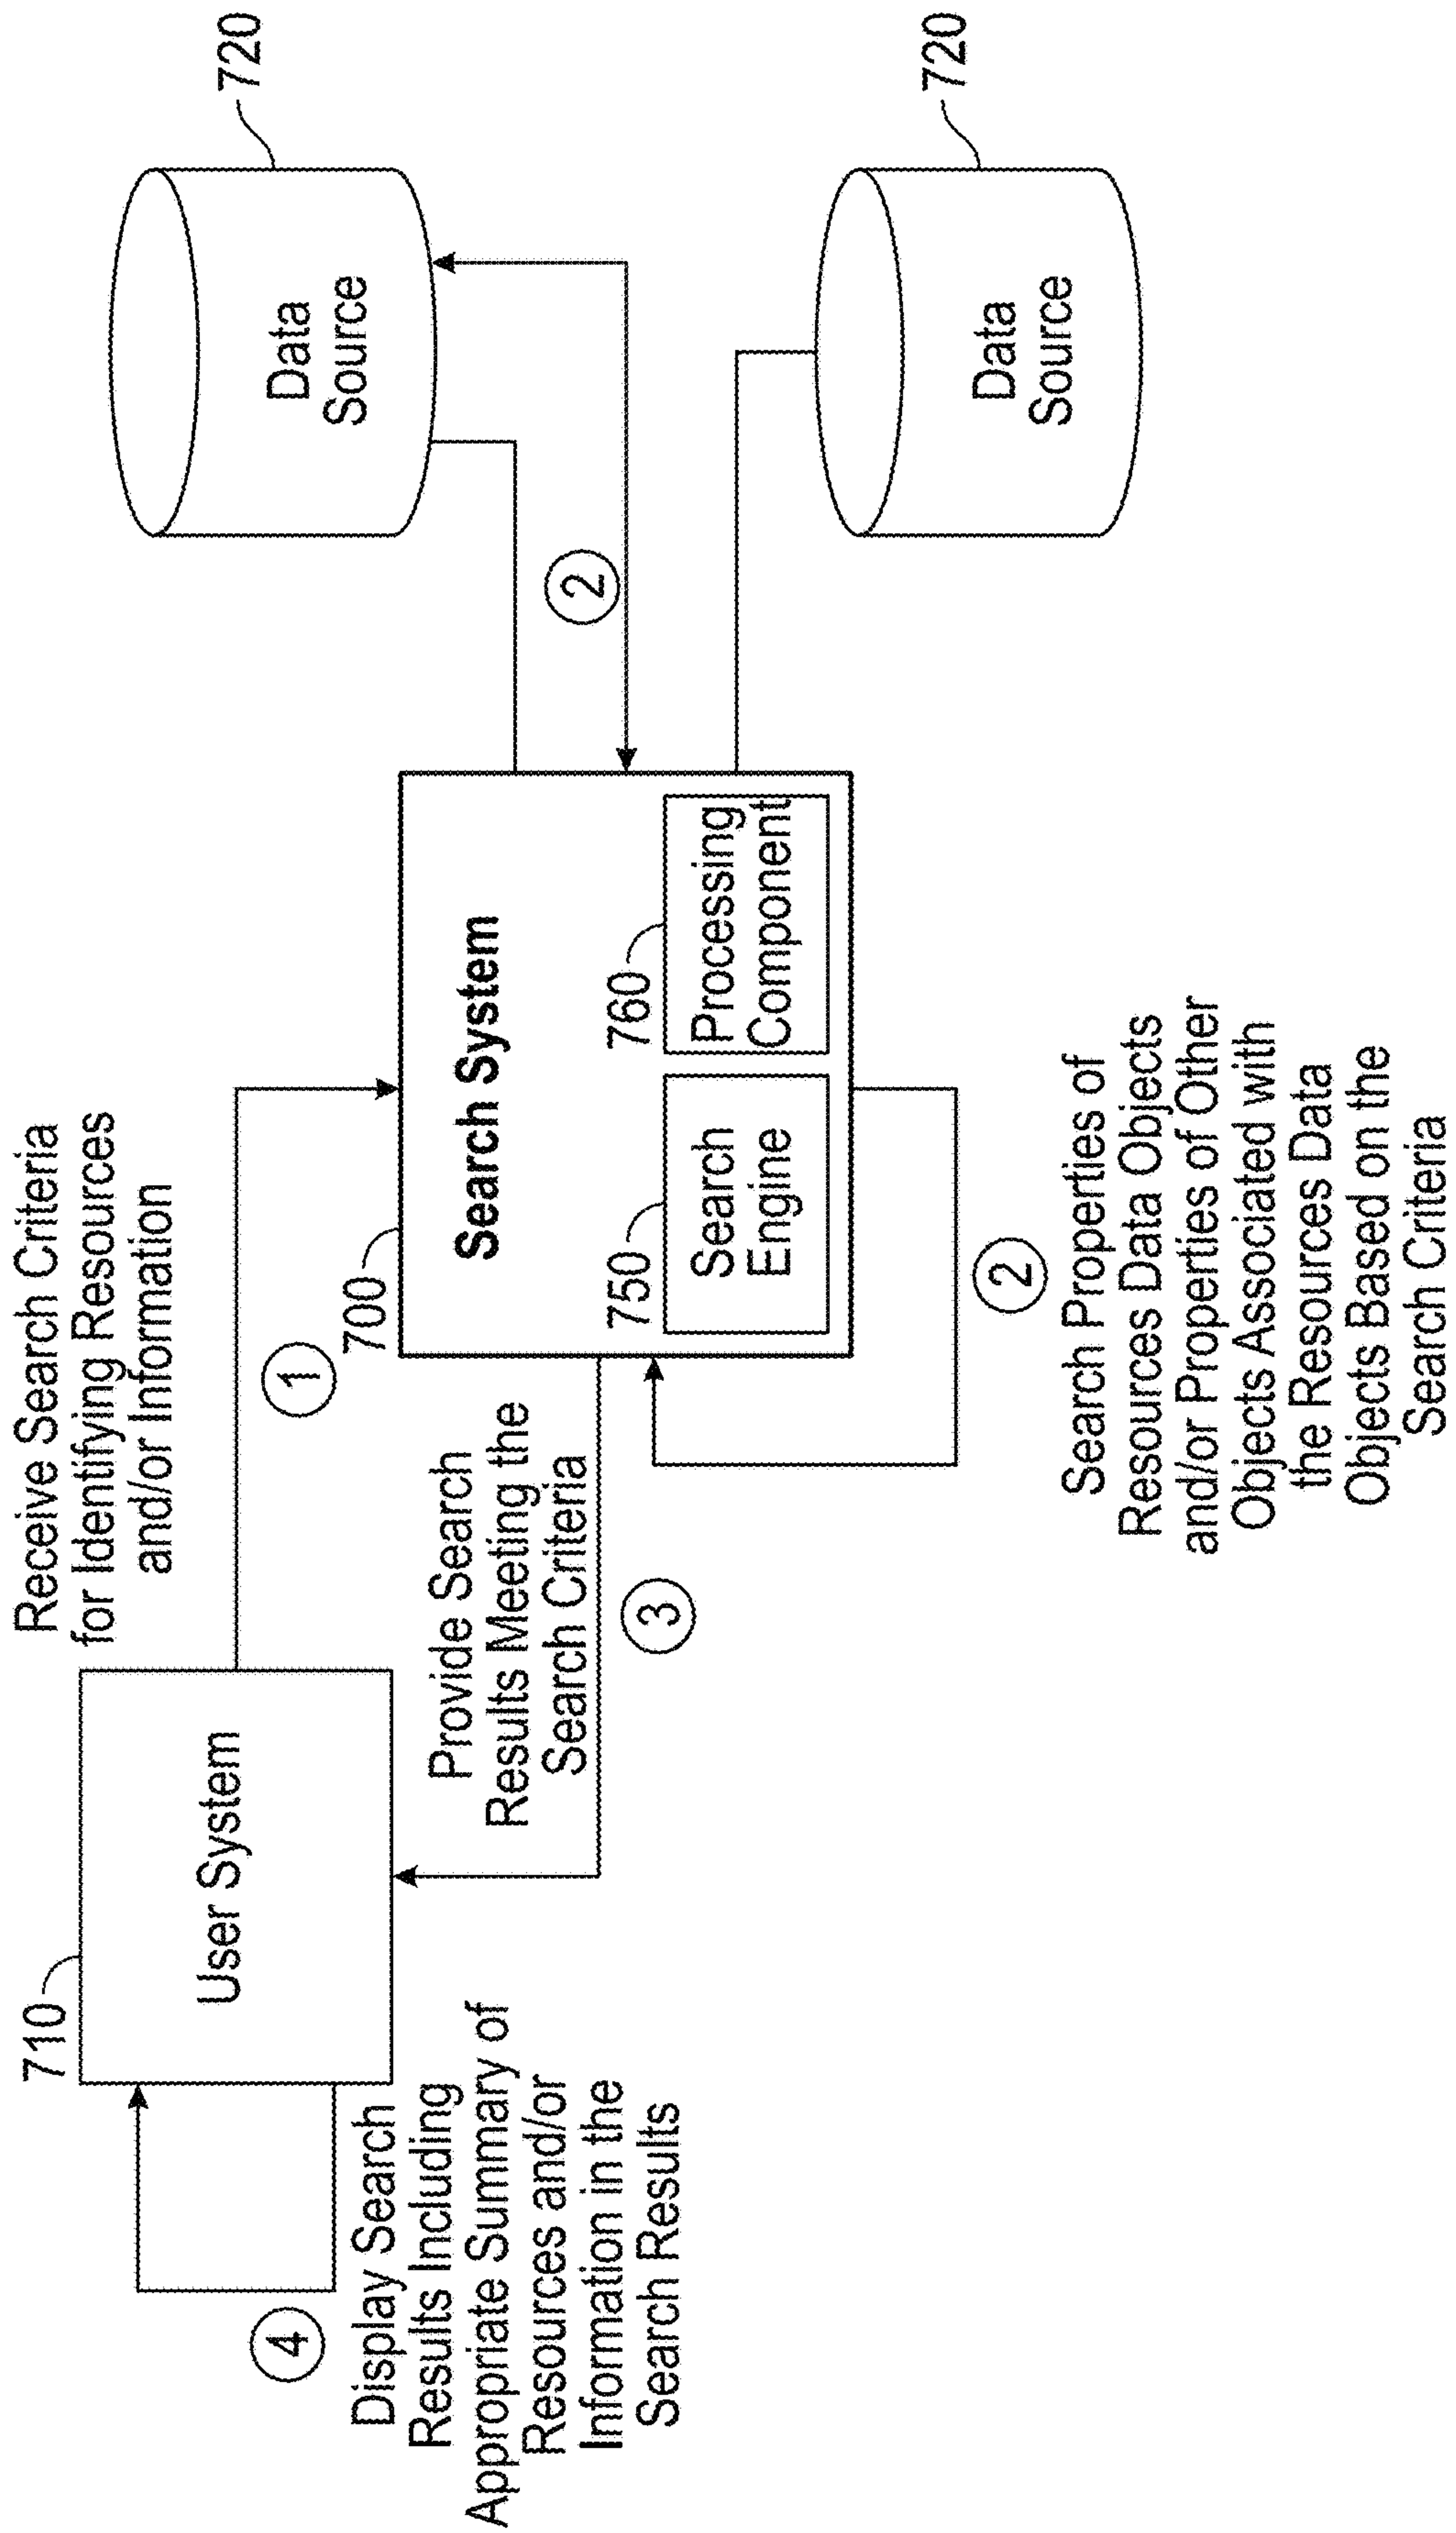 Receive Search Criteria
for Identifying Resources
and/or Information
1
710
User System
4
Display Search
Results Including
Appropriate Summary of
Resources and/or
Information in the
Search Results
Provide Search
Results Meeting the
Search Criteria
3
700
Search System
750
Search
Engine
760
Processing
Component
2
Search Properties of
Resources Data Objects
and/or Properties of Other
Objects Associated with
the Resources Data
Objects Based on the
Search Criteria
2
720
Data
Source
720
Data
Source